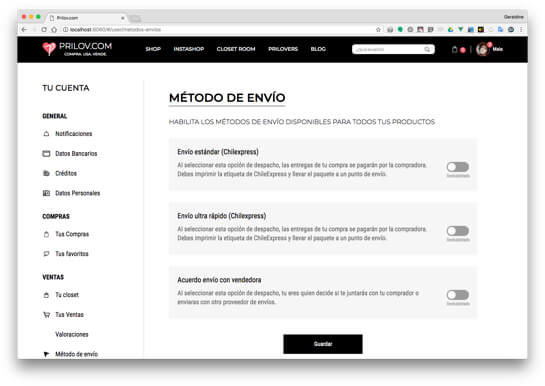 Prilov.com
Geraldine
localhost:8080/#/user/metodos-envios
PRILOV.COM
COMPRA. USA. VENDE.
SHOP
INSTASHOP
CLOSET ROOM
PRILOVERS
BLOG
Maia
TU CUENTA
GENERAL
Notificaciones
Datos Bancarios
Créditos
Datos Personales
COMPRAS
Tus Compras
Tus favoritos
VENTAS
Tu closet
Tus Ventas
Valoraciones
Método de envío
MÉTODO DE ENVÍO
HABILITA LOS MÉTODOS DE ENVÍO DISPONIBLES PARA TODOS TUS PRODUCTOS
Envío estándar (Chilexpress)
Al seleccionar esta opción de despacho, las entregas de tu compra se pagarán por la compradora.
Debes imprimir la etiqueta de ChileExpress y llevar el paquete a un punto de envío.
Envío ultra rápido (Chilexpress)
Al seleccionar esta opción de despacho, las entregas de tu compra se pagarán por la compradora.
Debes imprimir la etiqueta de ChileExpress y llevar el paquete a un punto de envío.
Acuerdo envío con vendedora
Al seleccionar esta opción de despacho, tu eres quien decide si te juntarás con tu comprador o
enviaras con otro proveedor de envíos.
Guardar